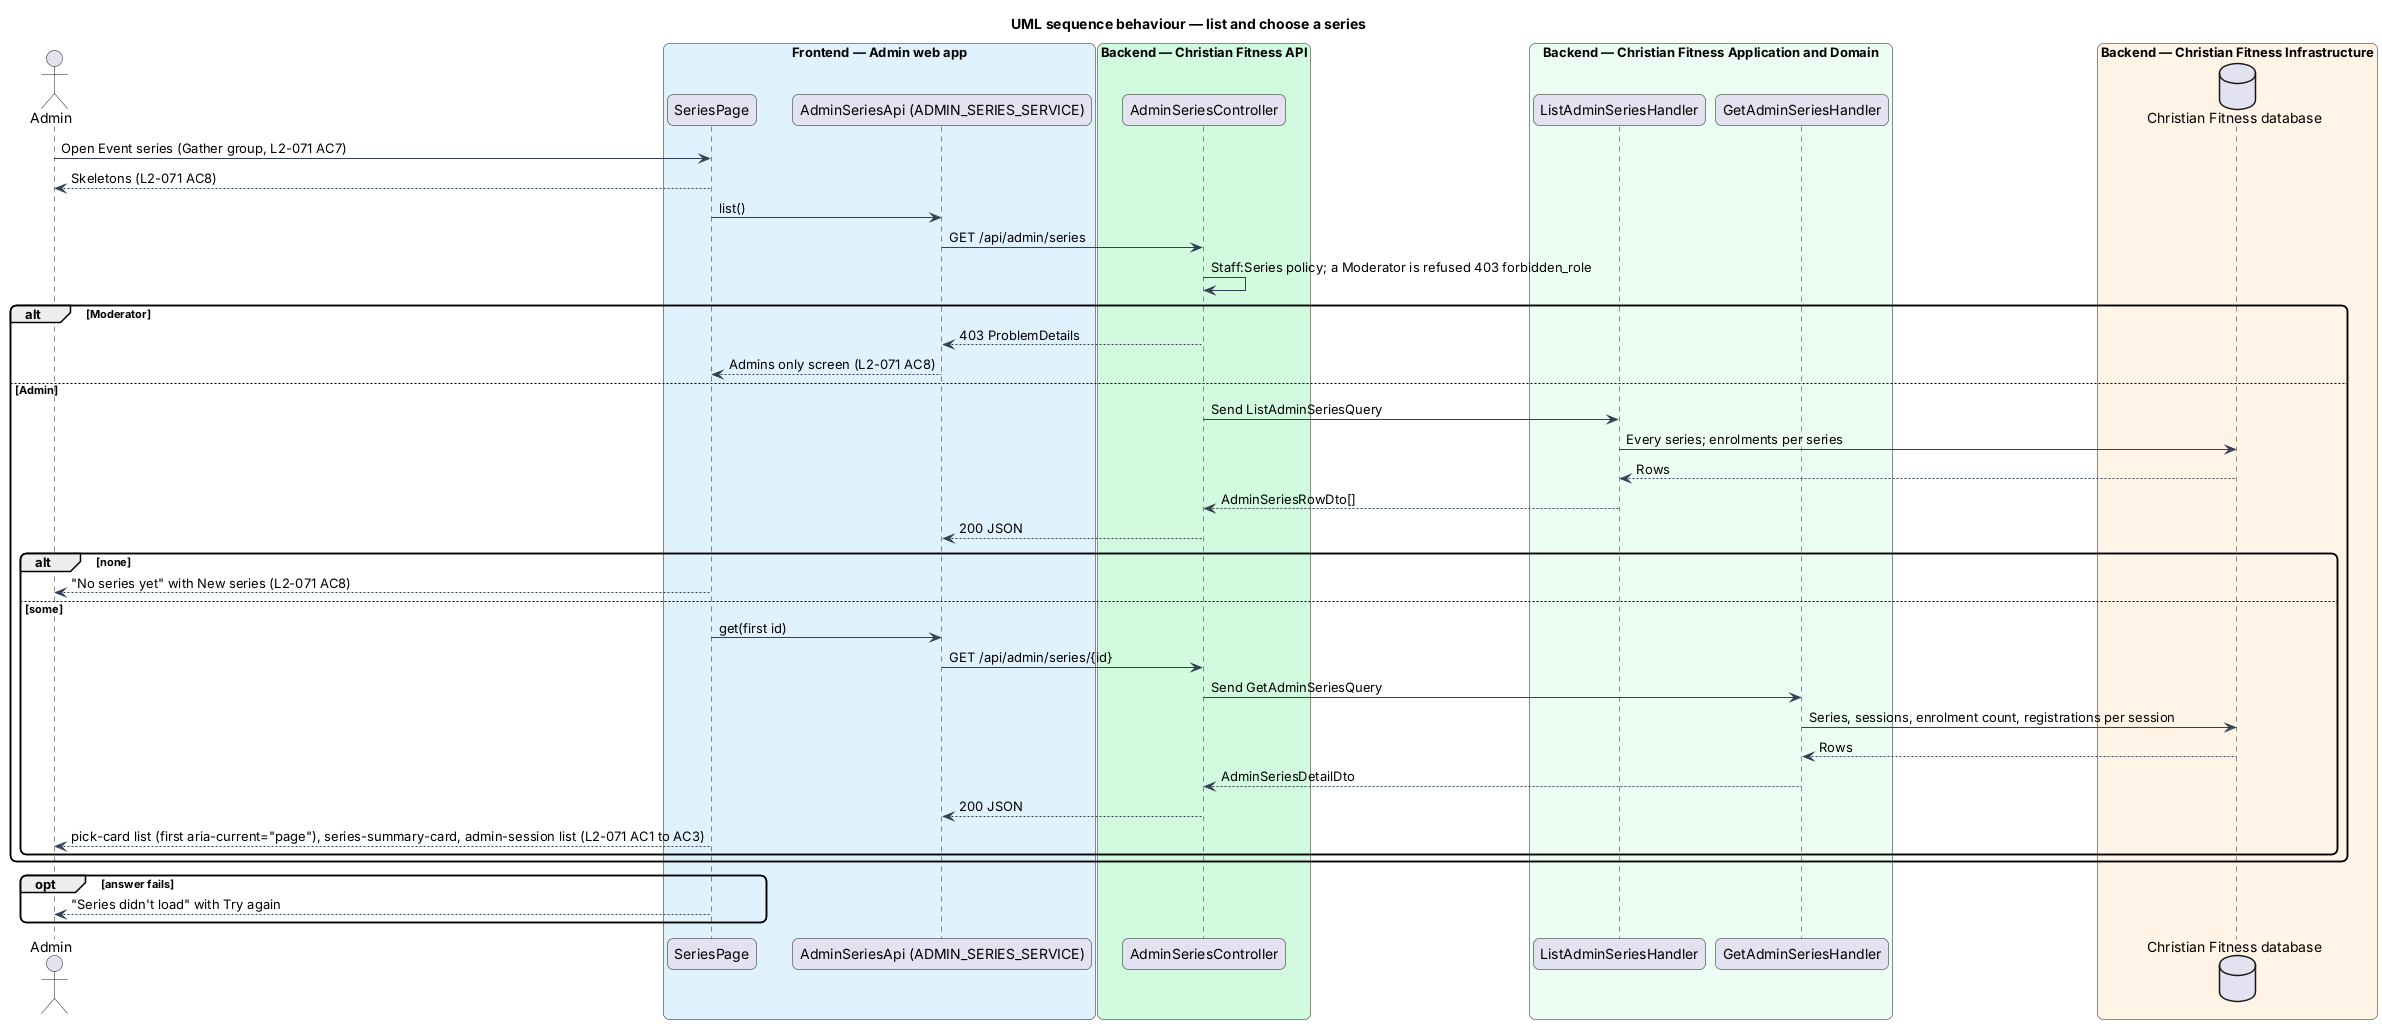 UML sequence behaviour — list and choose a series
Frontend — Admin web app
Backend — Christian Fitness API
Backend — Christian Fitness Application and Domain
Backend — Christian Fitness Infrastructure
Admin
SeriesPage
AdminSeriesApi (ADMIN_SERIES_SERVICE)
AdminSeriesController
ListAdminSeriesHandler
GetAdminSeriesHandler
Christian Fitness database
Open Event series (Gather group, L2-071 AC7)
Skeletons (L2-071 AC8)
list()
GET /api/admin/series
Staff:Series policy; a Moderator is refused 403 forbidden_role
alt
[Moderator]
403 ProblemDetails
Admins only screen (L2-071 AC8)
[Admin]
Send ListAdminSeriesQuery
Every series; enrolments per series
Rows
AdminSeriesRowDto[]
200 JSON
alt
[none]
"No series yet" with New series (L2-071 AC8)
[some]
get(first id)
GET /api/admin/series/{id}
Send GetAdminSeriesQuery
Series, sessions, enrolment count, registrations per session
Rows
AdminSeriesDetailDto
200 JSON
pick-card list (first aria-current="page"), series-summary-card, admin-session list (L2-071 AC1 to AC3)
opt
[answer fails]
"Series didn't load" with Try again
Admin
SeriesPage
AdminSeriesApi (ADMIN_SERIES_SERVICE)
AdminSeriesController
ListAdminSeriesHandler
GetAdminSeriesHandler
Christian Fitness database